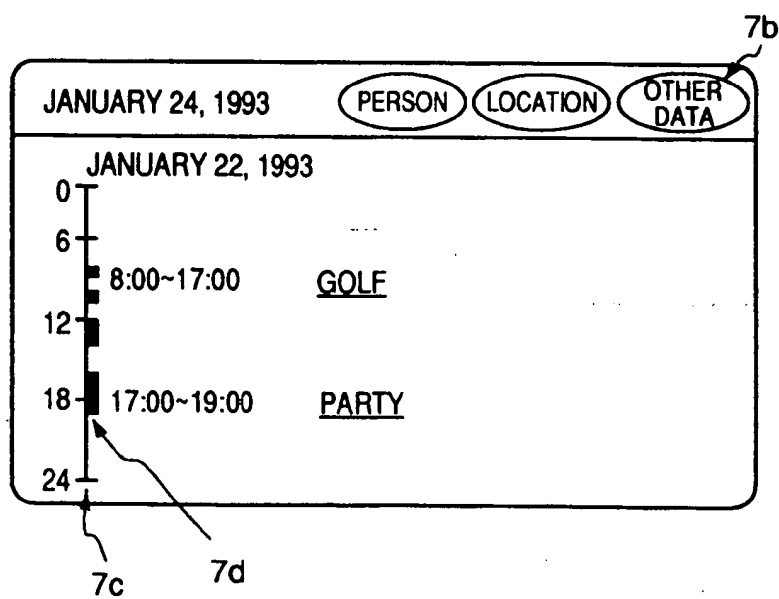 7b
JANUARY 24, 1993 PERSON LOCATION OTHER DATA
JANUARY 22, 1993
0
6
8:00~17:00 GOLF
12
18 17:00~19:00 PARTY
24
7c 7d